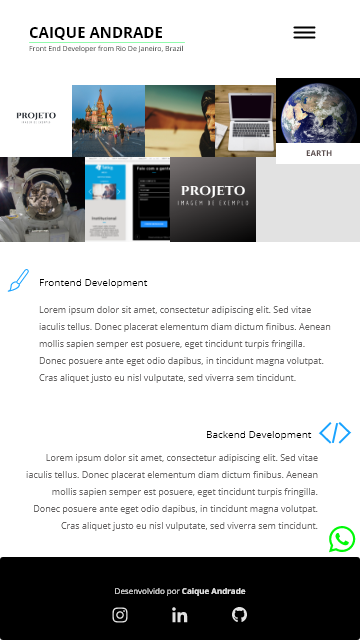 CAIQUE ANDRADE
Front End Developer from Rio De Janeiro, Brazil
PROJETO
EARTH
Institucional
PROJETO
IMAGEM DE EXEMPLO
Frontend Development
Lorem ipsum dolor sit amet, consectetur adipiscing elit. Sed vitae
iaculis tellus. Donec placerat elementum diam dictum finibus. Aenean
mollis sapien semper est posuere, eget tincidunt turpis fringilla.
Donec posuere ante eget odio dapibus, in tincidunt magna volutpat.
Cras aliquet justo eu nisl vulputate, sed viverra sem tincidunt.
Backend Development
Lorem ipsum dolor sit amet, consectetur adipiscing elit. Sed vitae
iaculis tellus. Donec placerat elementum diam dictum finibus. Aenean
mollis sapien semper est posuere, eget tincidunt turpis fringilla.
Donec posuere ante eget odio dapibus, in tincidunt magna volutpat.
Cras aliquet justo eu nisl vulputate, sed viverra sem tincidunt.
Desenvolvido por Caique Andrade